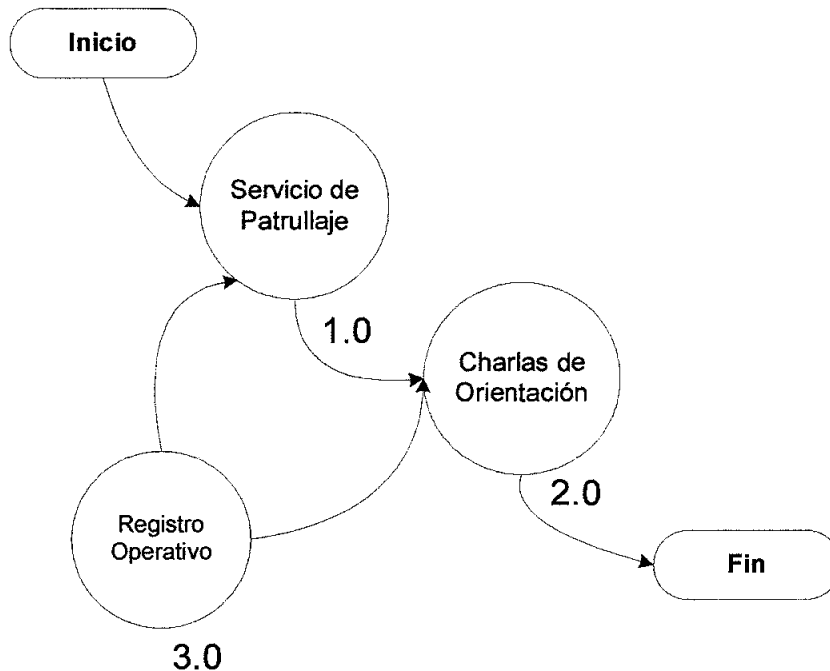 Inicio
Servicio de
Patrullaje
1.0
Charlas de
Orientación
2.0
Registro
Operativo
Fin
3.0